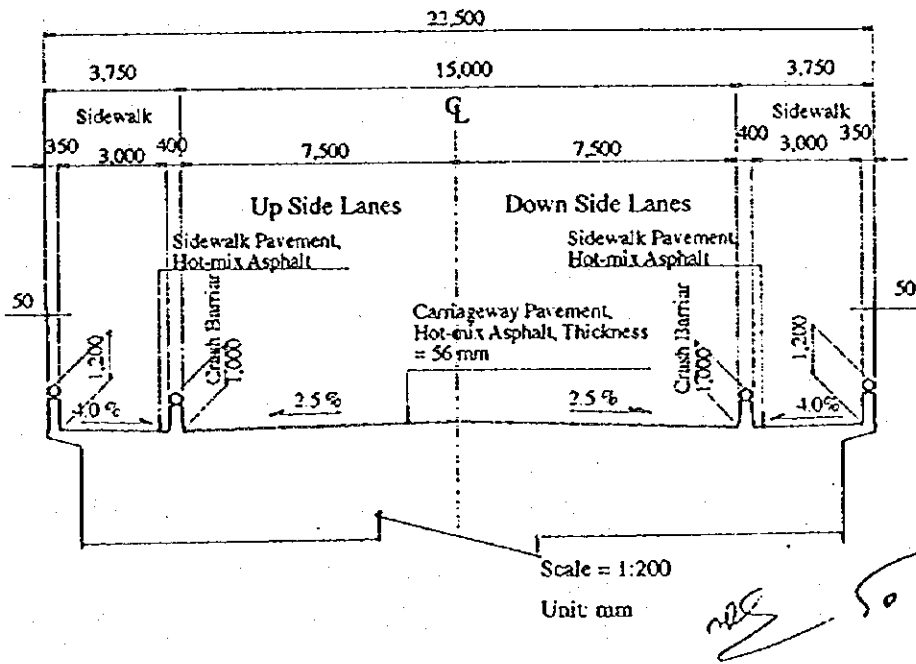 22,500
3,750
15,000
3,750
Sidewalk
CL
Sidewalk
350
3,000
400
7,500
7,500
400
3,000
350
Up Side Lanes
Down Side Lanes
Sidewalk Pavement,
Hot-mix Asphalt
Sidewalk Pavement,
Hot-mix Asphalt
50
50
Carriageway Pavement,
Hot-mix Asphalt, Thickness
= 56 mm
Crash Barriar
1,000
Crash Barriar
1,000
1,200
1,200
4.0%
2.5%
2.5%
4.0%
Scale = 1:200
Unit: mm